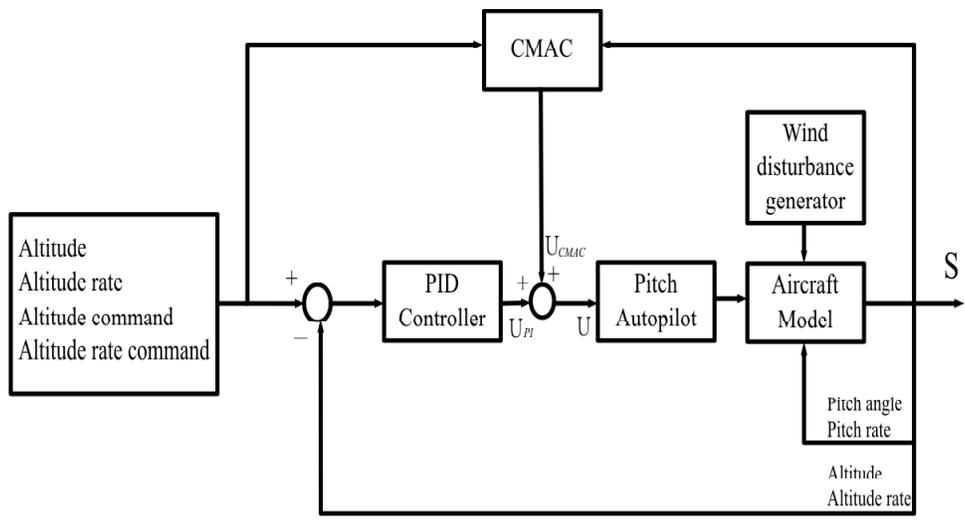 CMAC
Wind
disturbance
generator
Altitude
Altitude rate
Altitude command
Altitude rate command
+
−
PID
Controller
U_PI
+
U_CMAC
+
U
Pitch
Autopilot
Aircraft
Model
S
Pitch angle
Pitch rate
Altitude
Altitude rate